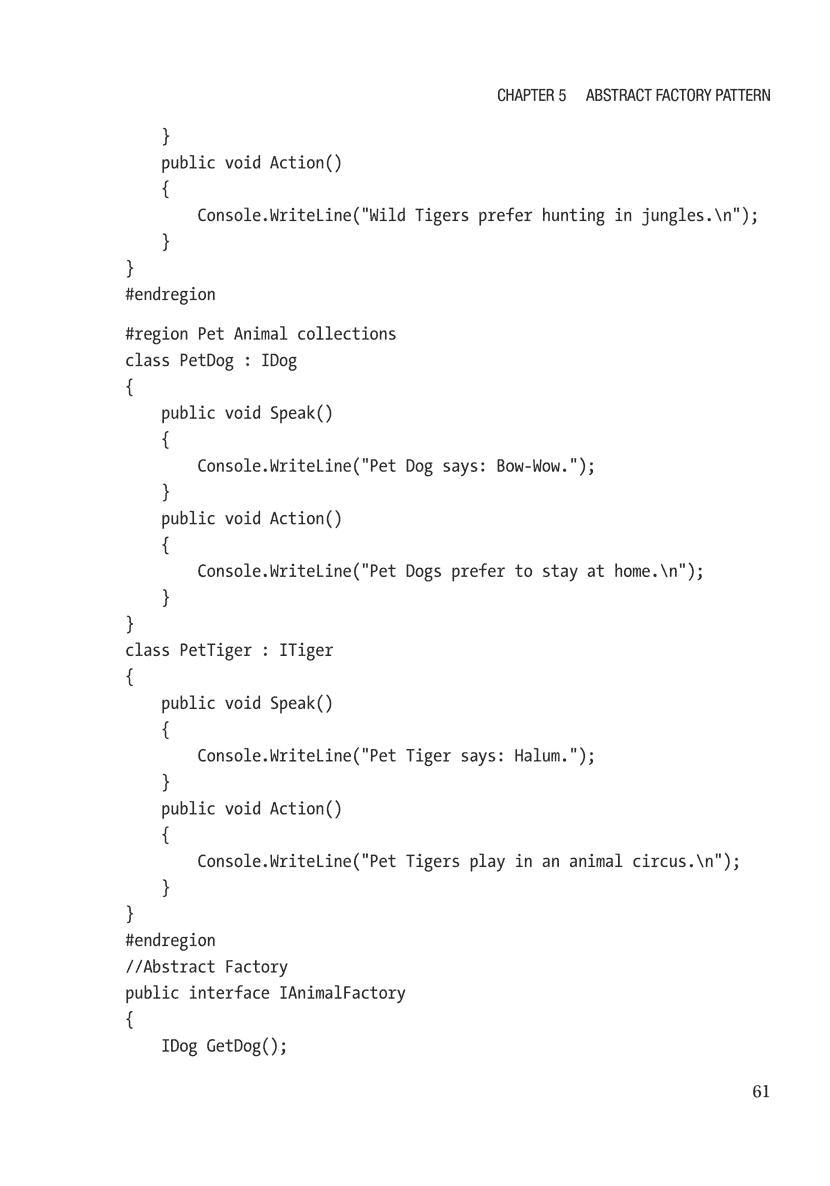 CHAPTER 5 ABSTRACT FACTORY PATTERN
    }
    public void Action()
    {
        Console.WriteLine("Wild Tigers prefer hunting in jungles.\n");
    }
}
#endregion
#region Pet Animal collections
class PetDog : IDog
{
    public void Speak()
    {
        Console.WriteLine("Pet Dog says: Bow-Wow.");
    }
    public void Action()
    {
        Console.WriteLine("Pet Dogs prefer to stay at home.\n");
    }
}
class PetTiger : ITiger
{
    public void Speak()
    {
        Console.WriteLine("Pet Tiger says: Halum.");
    }
    public void Action()
    {
        Console.WriteLine("Pet Tigers play in an animal circus.\n");
    }
}
#endregion
//Abstract Factory
public interface IAnimalFactory
{
    IDog GetDog();
61